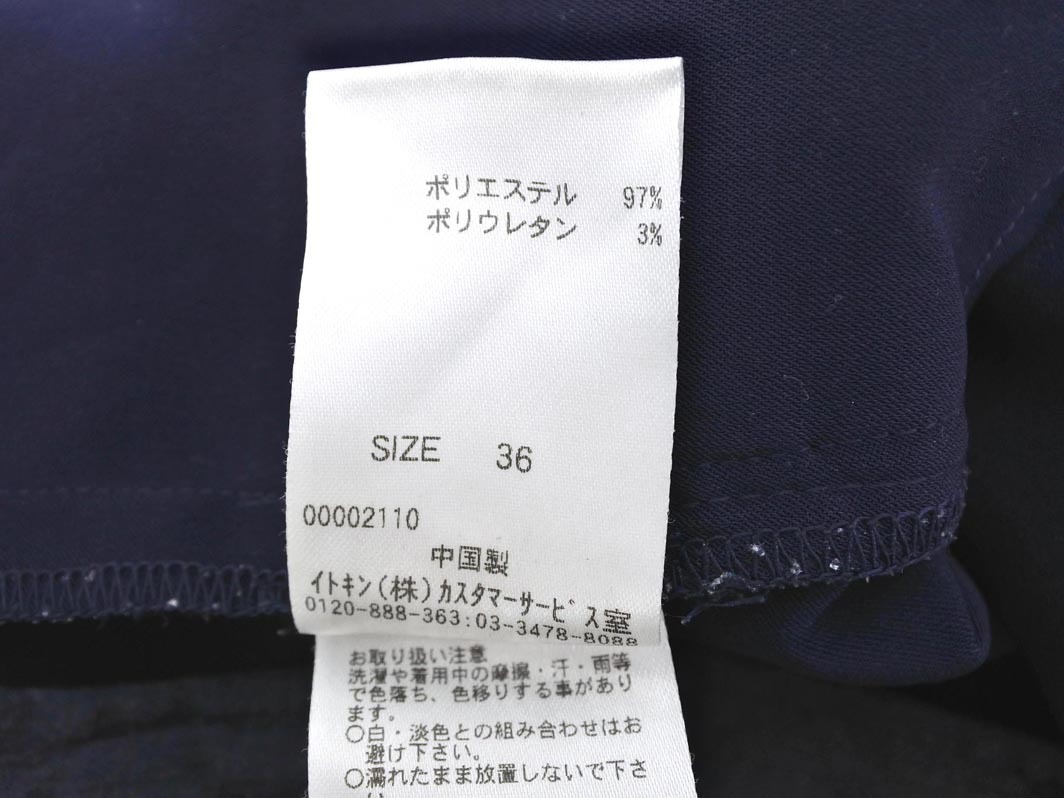 ポリエステル 97%
ポリウレタン 3%
SIZE 36
00002110
中国製
イトキン(株)カスタマーサービス室
0120-888-363:03-3478-8088
お取り扱い注意
洗濯や着用中の摩擦・汗・雨等
で色落ち、色移りする事があり
ます。
○白・淡色との組み合わせはお
避け下さい。
○濡れたまま放置しないで下さ
い